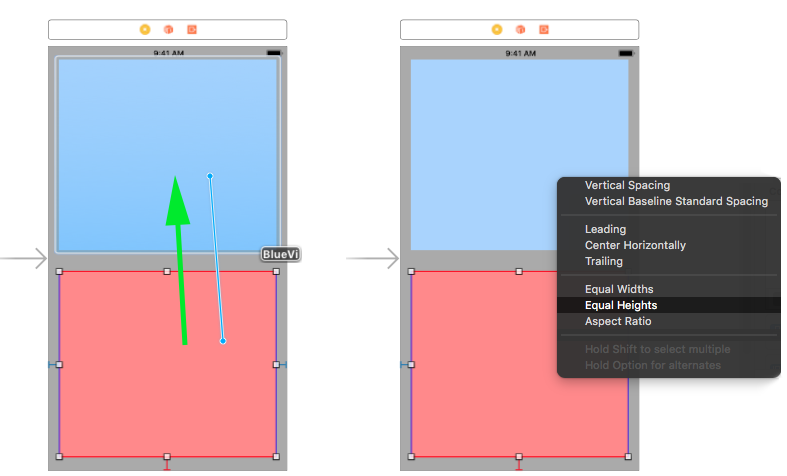 9:41 AM
BlueVi
9:41 AM
Vertical Spacing
Vertical Baseline Standard Spacing
Leading
Center Horizontally
Trailing
Equal Widths
Equal Heights
Aspect Ratio
Hold Shift to select multiple
Hold Option for alternates